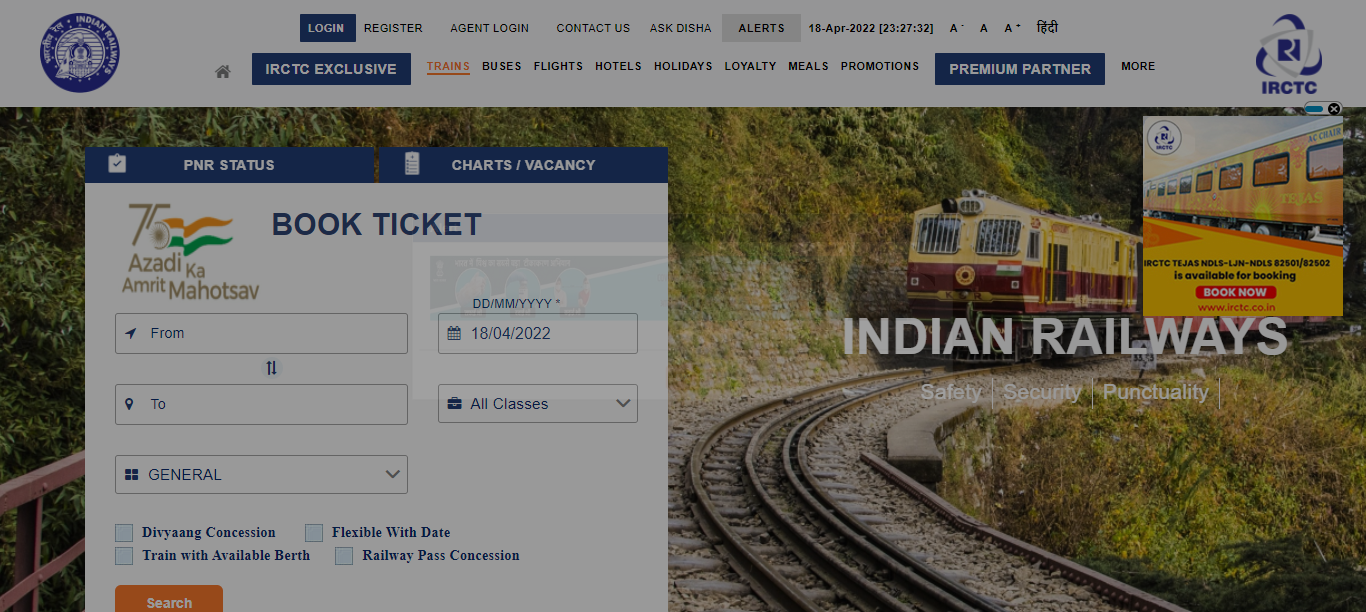 LOGIN REGISTER AGENT LOGIN CONTACT US ASK DISHA ALERTS 18-Apr-2022 [23:27:32] A - A A + हिंदी
INDIAN RAILWAYS
भारतीय रेल
IRCTC EXCLUSIVE TRAINS BUSES FLIGHTS HOTELS HOLIDAYS LOYALTY MEALS PROMOTIONS PREMIUM PARTNER MORE
IRCTC
PNR STATUS CHARTS / VACANCY
75
Azadi Ka
Amrit Mahotsav
BOOK TICKET
DD/MM/YYYY *
From 18/04/2022
To All Classes
GENERAL
Divyaang Concession Flexible With Date
Train with Available Berth Railway Pass Concession
Search
IRCTC
AC CHAIR
TEJAS
IRCTC TEJAS NDLS-LJN-NDLS 82501/82502
is available for booking
BOOK NOW
www.irctc.co.in
INDIAN RAILWAYS
Safety Security Punctuality